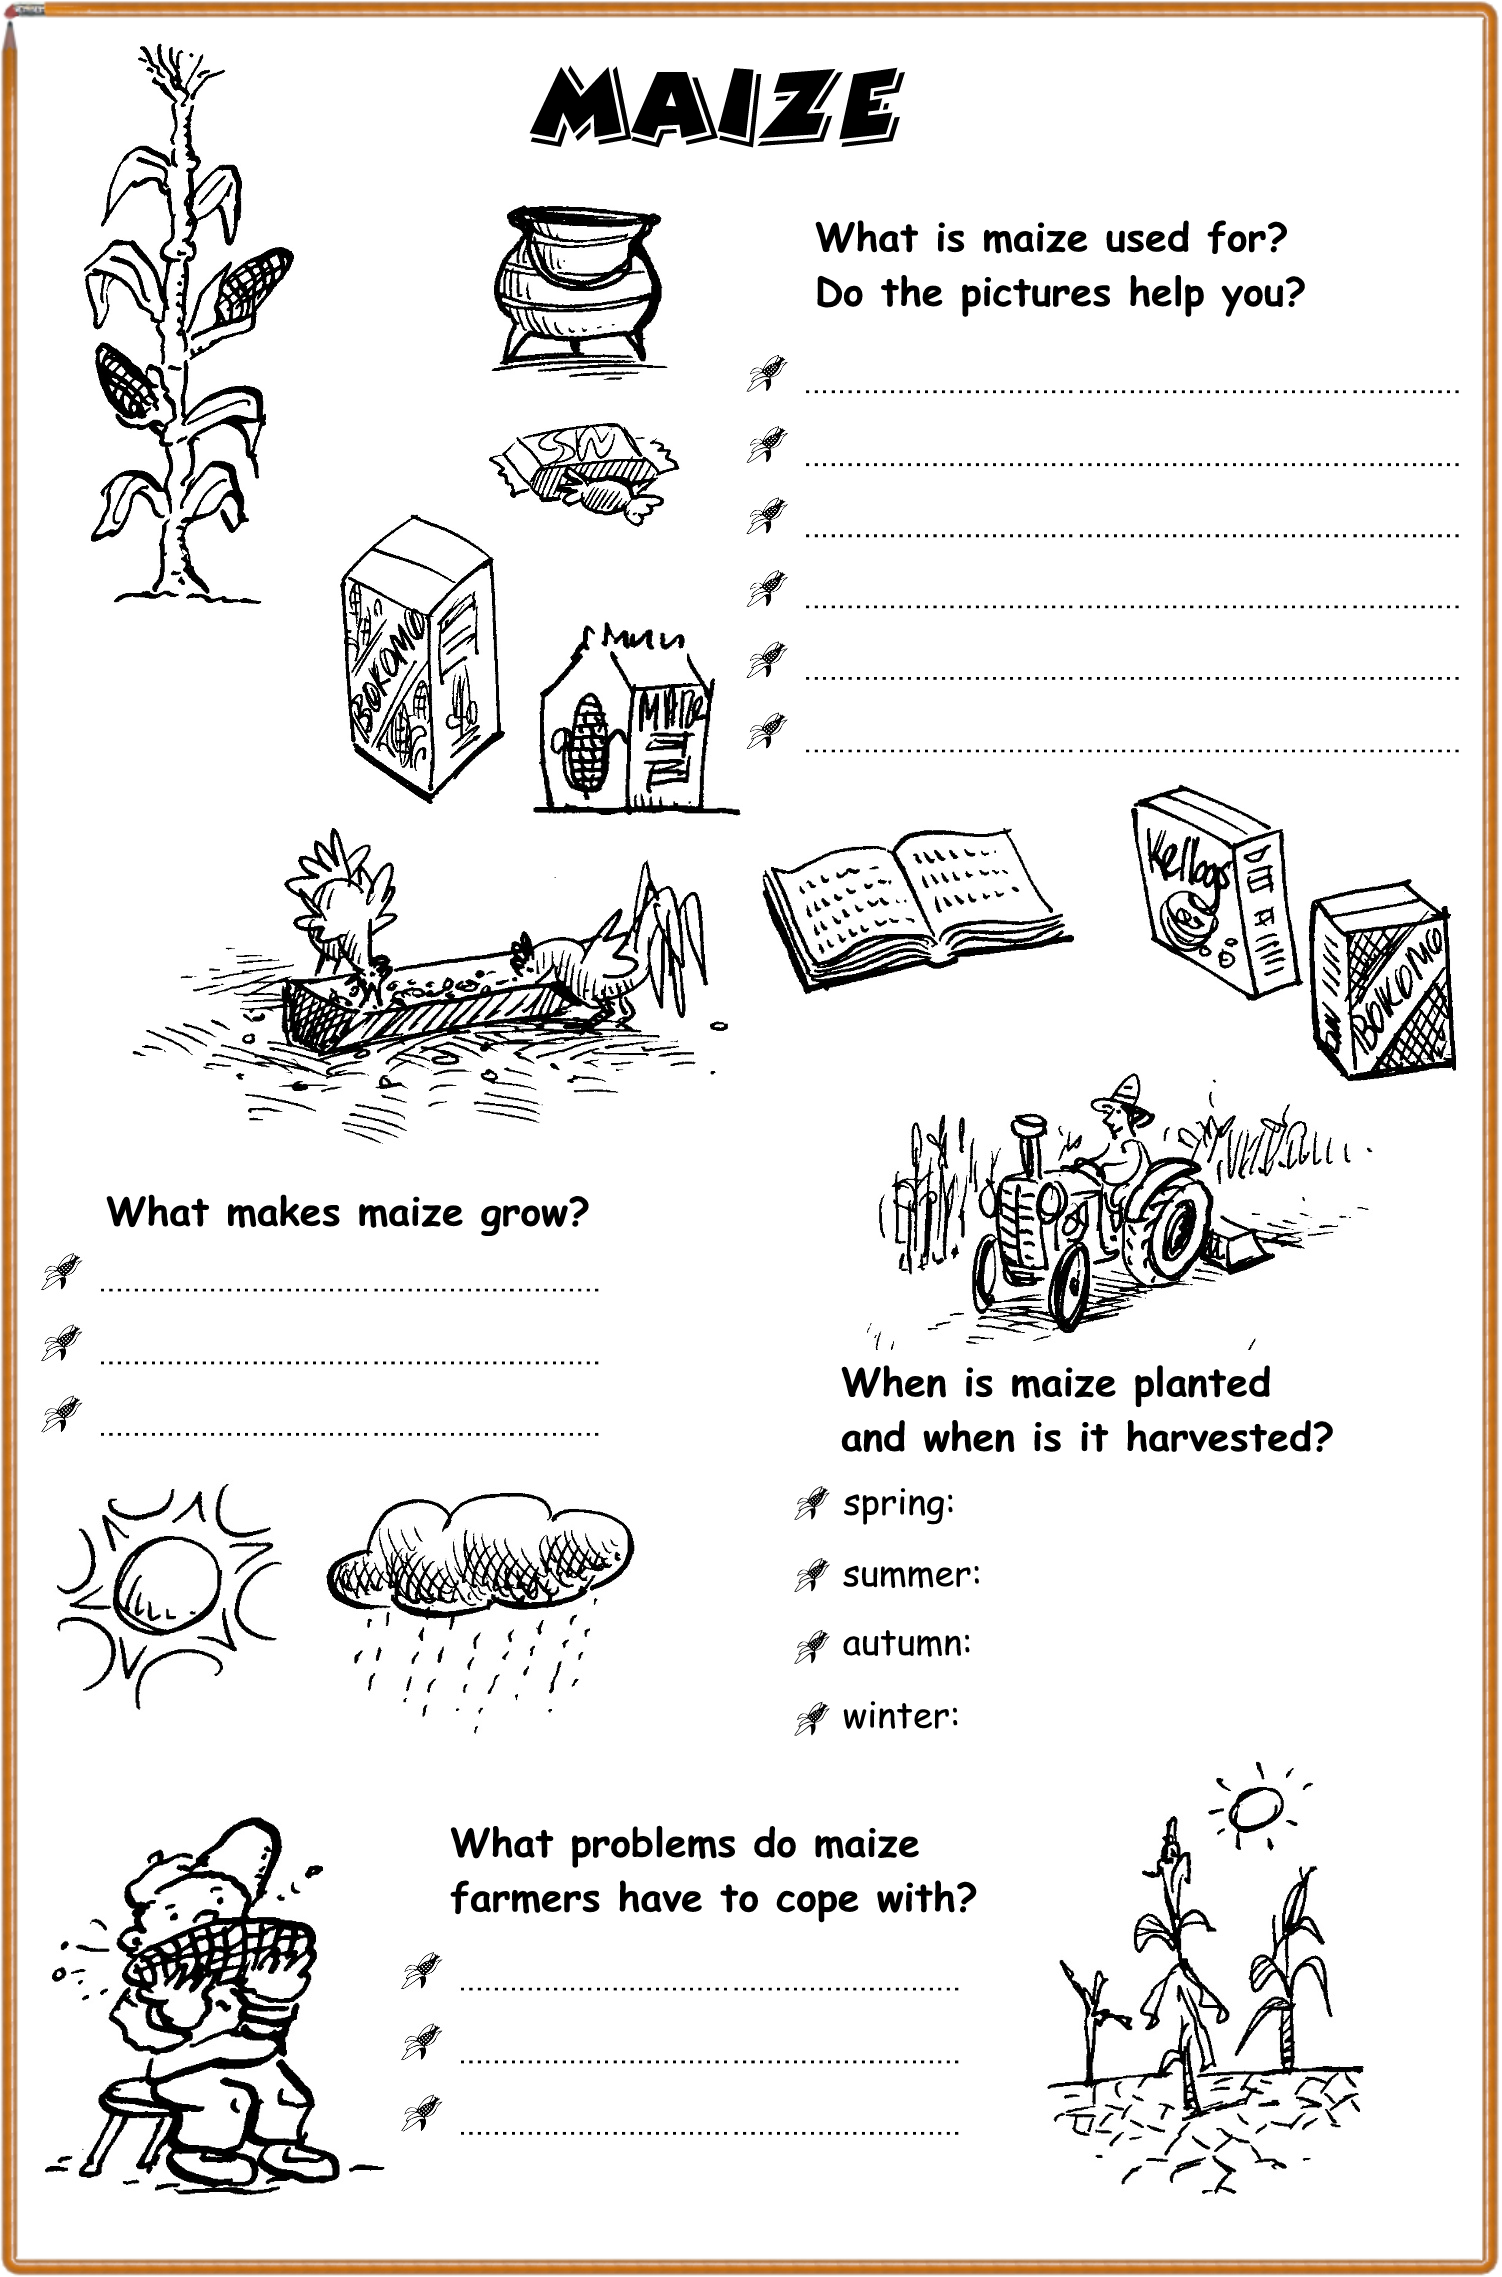 MAIZE
What is maize used for?
Do the pictures help you?
SW
BOKOMO
Kellogs
BOKOMO
What makes maize grow?
When is maize planted
and when is it harvested?
spring:
summer:
autumn:
winter:
What problems do maize
farmers have to cope with?